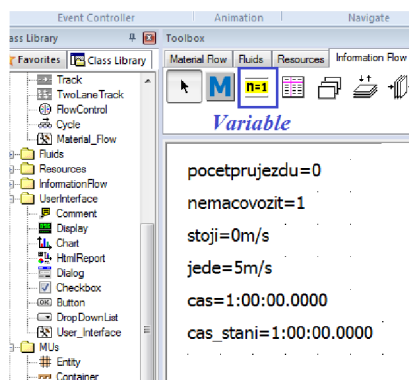 Event Controller Animation Navigate
ass Library Toolbox
Favorites Class Library Material Flow Fluids Resources Information Flow
Track
TwoLaneTrack
FlowControl
Cycle
Material_Flow
Fluids
Resources
InformationFlow
UserInterface
Comment
Display
Chart
HtmlReport
Dialog
Checkbox
Button
DropDownList
User_Interface
MUs
Entity
Container
M n=1
Variable
pocetprujezdu=0
nemacovozit=1
stoji=0m/s
jede=5m/s
cas=1:00:00.0000
cas_stani=1:00:00.0000